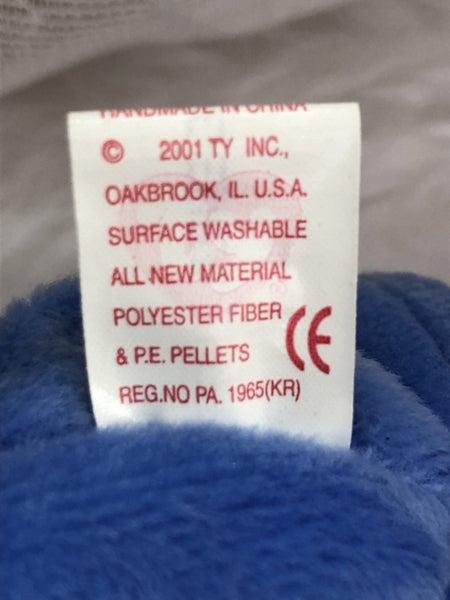 HANDMADE IN CHINA
© 2001 TY INC.,
OAKBROOK, IL. U.S.A.
SURFACE WASHABLE
ALL NEW MATERIAL
POLYESTER FIBER
& P.E. PELLETS
CE
REG.NO PA. 1965(KR)